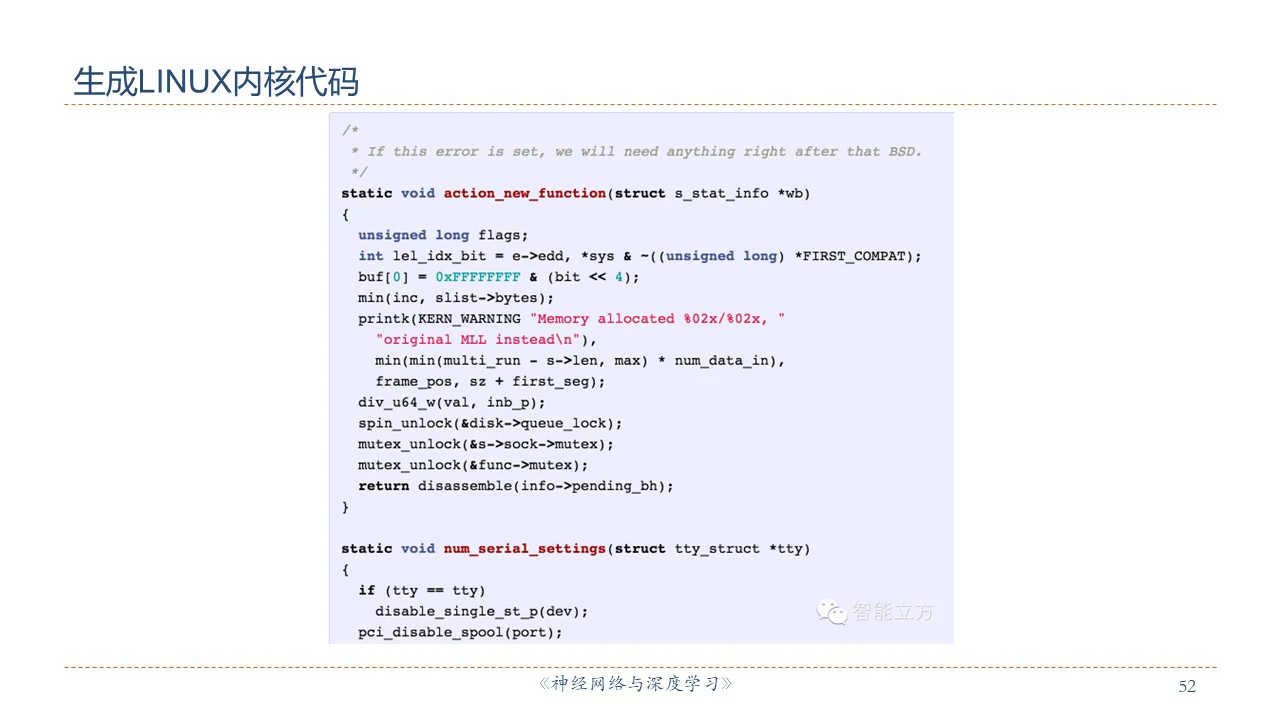 生成LINUX内核代码
/*
 * If this error is set, we will need anything right after that BSD.
 */
static void action_new_function(struct s_stat_info *wb)
{
  unsigned long flags;
  int lel_idx_bit = e->edd, *sys & ~((unsigned long) *FIRST_COMPAT);
  buf[0] = 0xFFFFFFFF & (bit << 4);
  min(inc, slist->bytes);
  printk(KERN_WARNING "Memory allocated %02x/%02x, "
    "original MLL instead\n"),
    min(min(multi_run - s->len, max) * num_data_in),
    frame_pos, sz + first_seg);
  div_u64_w(val, inb_p);
  spin_unlock(&disk->queue_lock);
  mutex_unlock(&s->sock->mutex);
  mutex_unlock(&func->mutex);
  return disassemble(info->pending_bh);
}
static void num_serial_settings(struct tty_struct *tty)
{
  if (tty == tty)
    disable_single_st_p(dev);
  pci_disable_spool(port);
智能立方
《神经网络与深度学习》
52